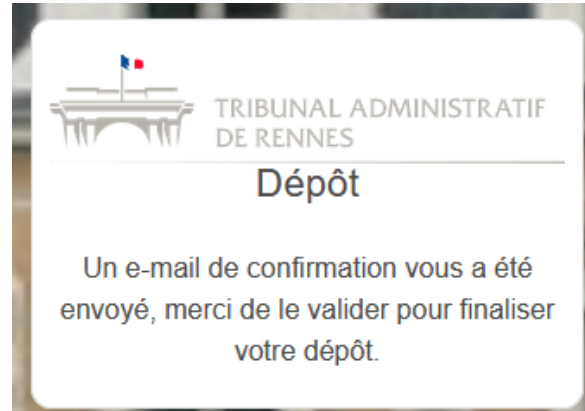 TRIBUNAL ADMINISTRATIF
DE RENNES
Dépôt
Un e-mail de confirmation vous a été
envoyé, merci de le valider pour finaliser
votre dépôt.